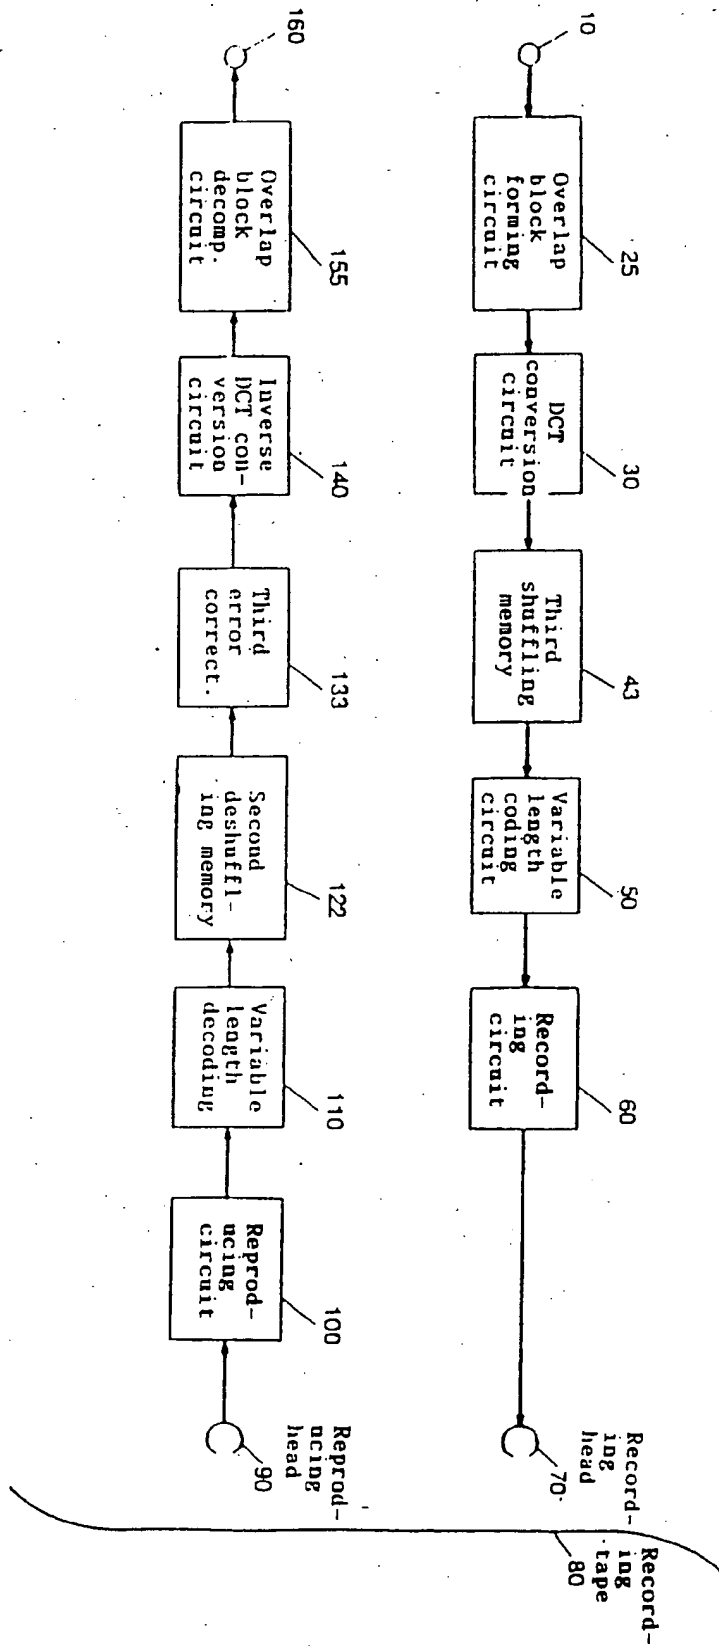 10
Overlap
block
forming
circuit
25
DCT
conversion
circuit
30
Third
shuffling
memory
43
Variable
length
coding
circuit
50
Record-
ing
circuit
60
Record-
ing
head
70
Record-
ing
tape
80
160
Overlap
block
decomp.
circuit
155
Inverse
DCT con-
version
circuit
140
Third
error
correct.
133
Second
deshuffl-
ing memory
122
Variable
length
decoding
110
Reprod-
ucing
circuit
100
Reprod-
ucing
head
90